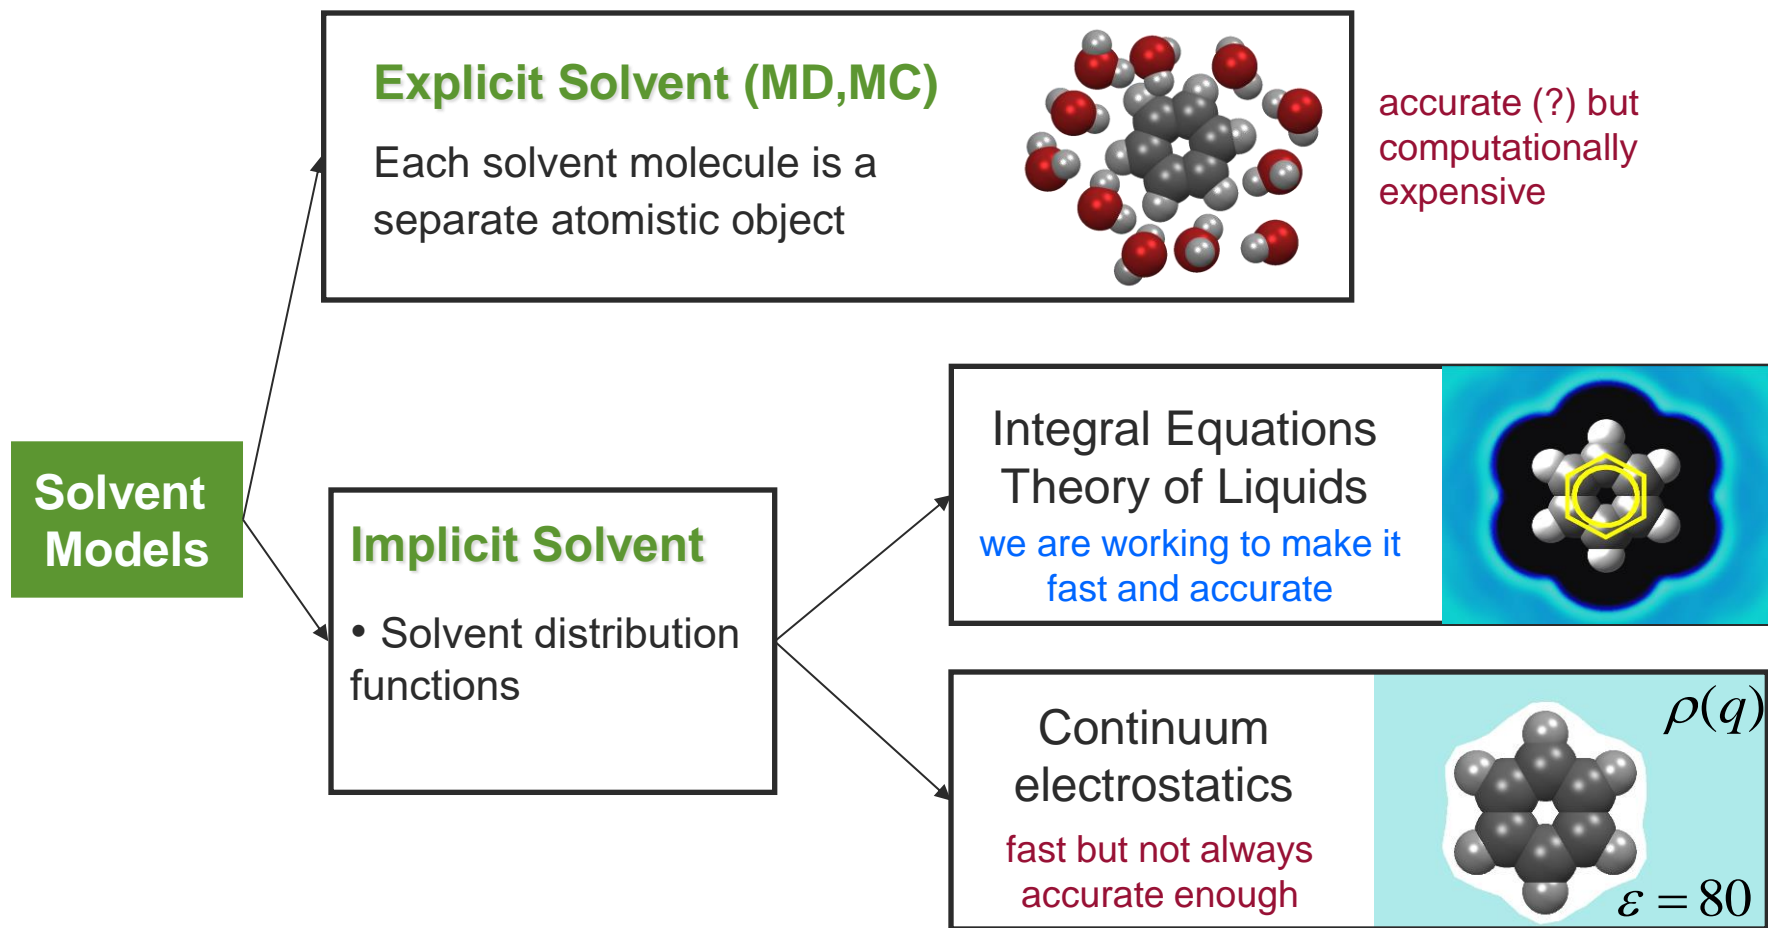 Explicit Solvent (MD,MC)
Each solvent molecule is a
separate atomistic object
accurate (?) but
computationally
expensive
Solvent
Models
Implicit Solvent
• Solvent distribution
functions
Integral Equations
Theory of Liquids
we are working to make it
fast and accurate
Continuum
electrostatics
fast but not always
accurate enough
ρ(q)
ε = 80